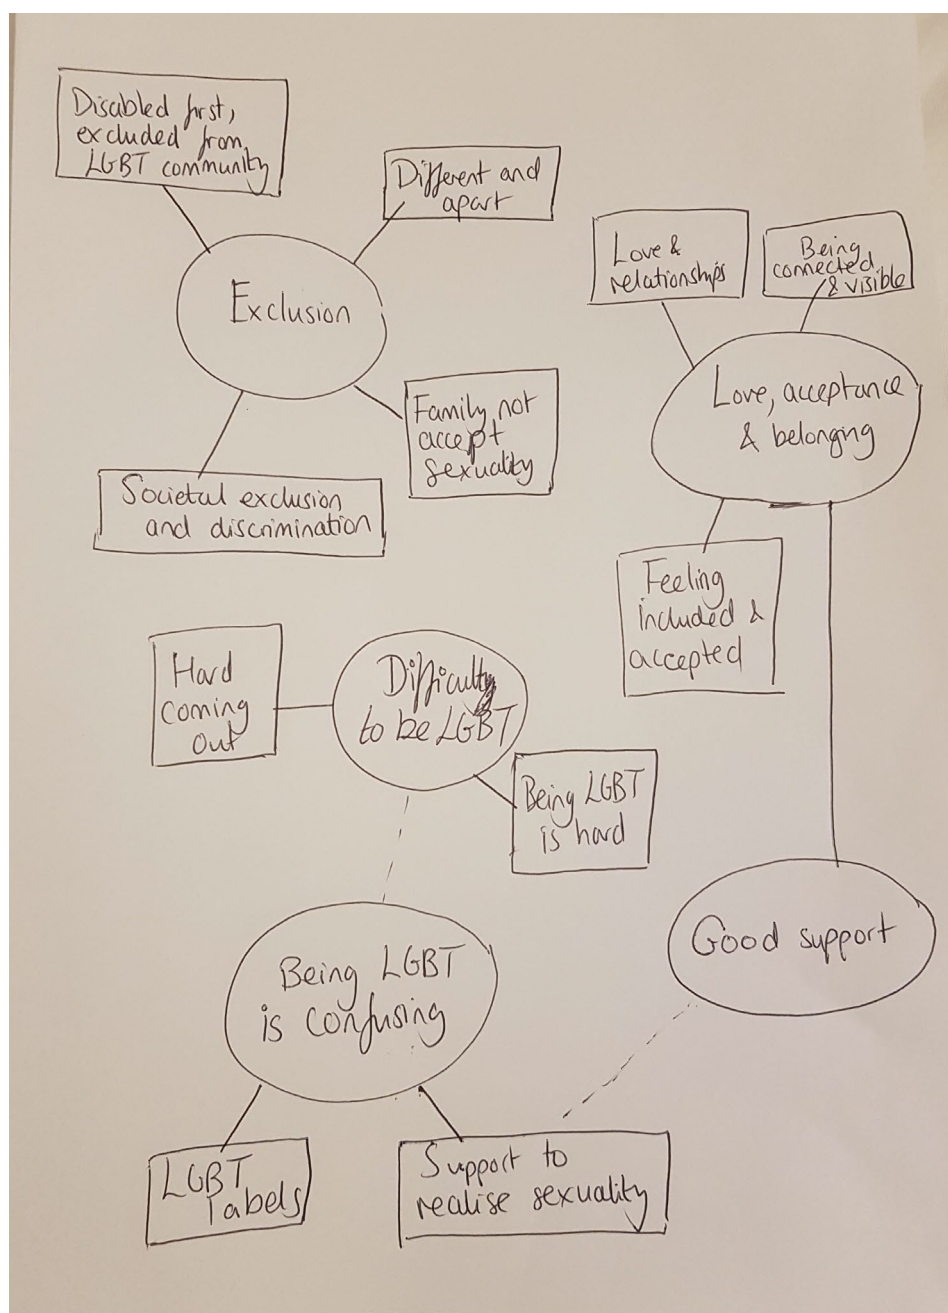 Disabled first,
excluded from
LGBT community
Different and
apart
Exclusion
Family not
accept
sexuality
Societal exclusion
and discrimination
Love &
relationships
Being
connected
& visible
Love, acceptance
& belonging
Feeling
included &
accepted
Hard
coming
out
Difficulty
to be LGBT
Being LGBT
is hard
Being LGBT
is confusing
Good support
LGBT
labels
Support to
realise sexuality